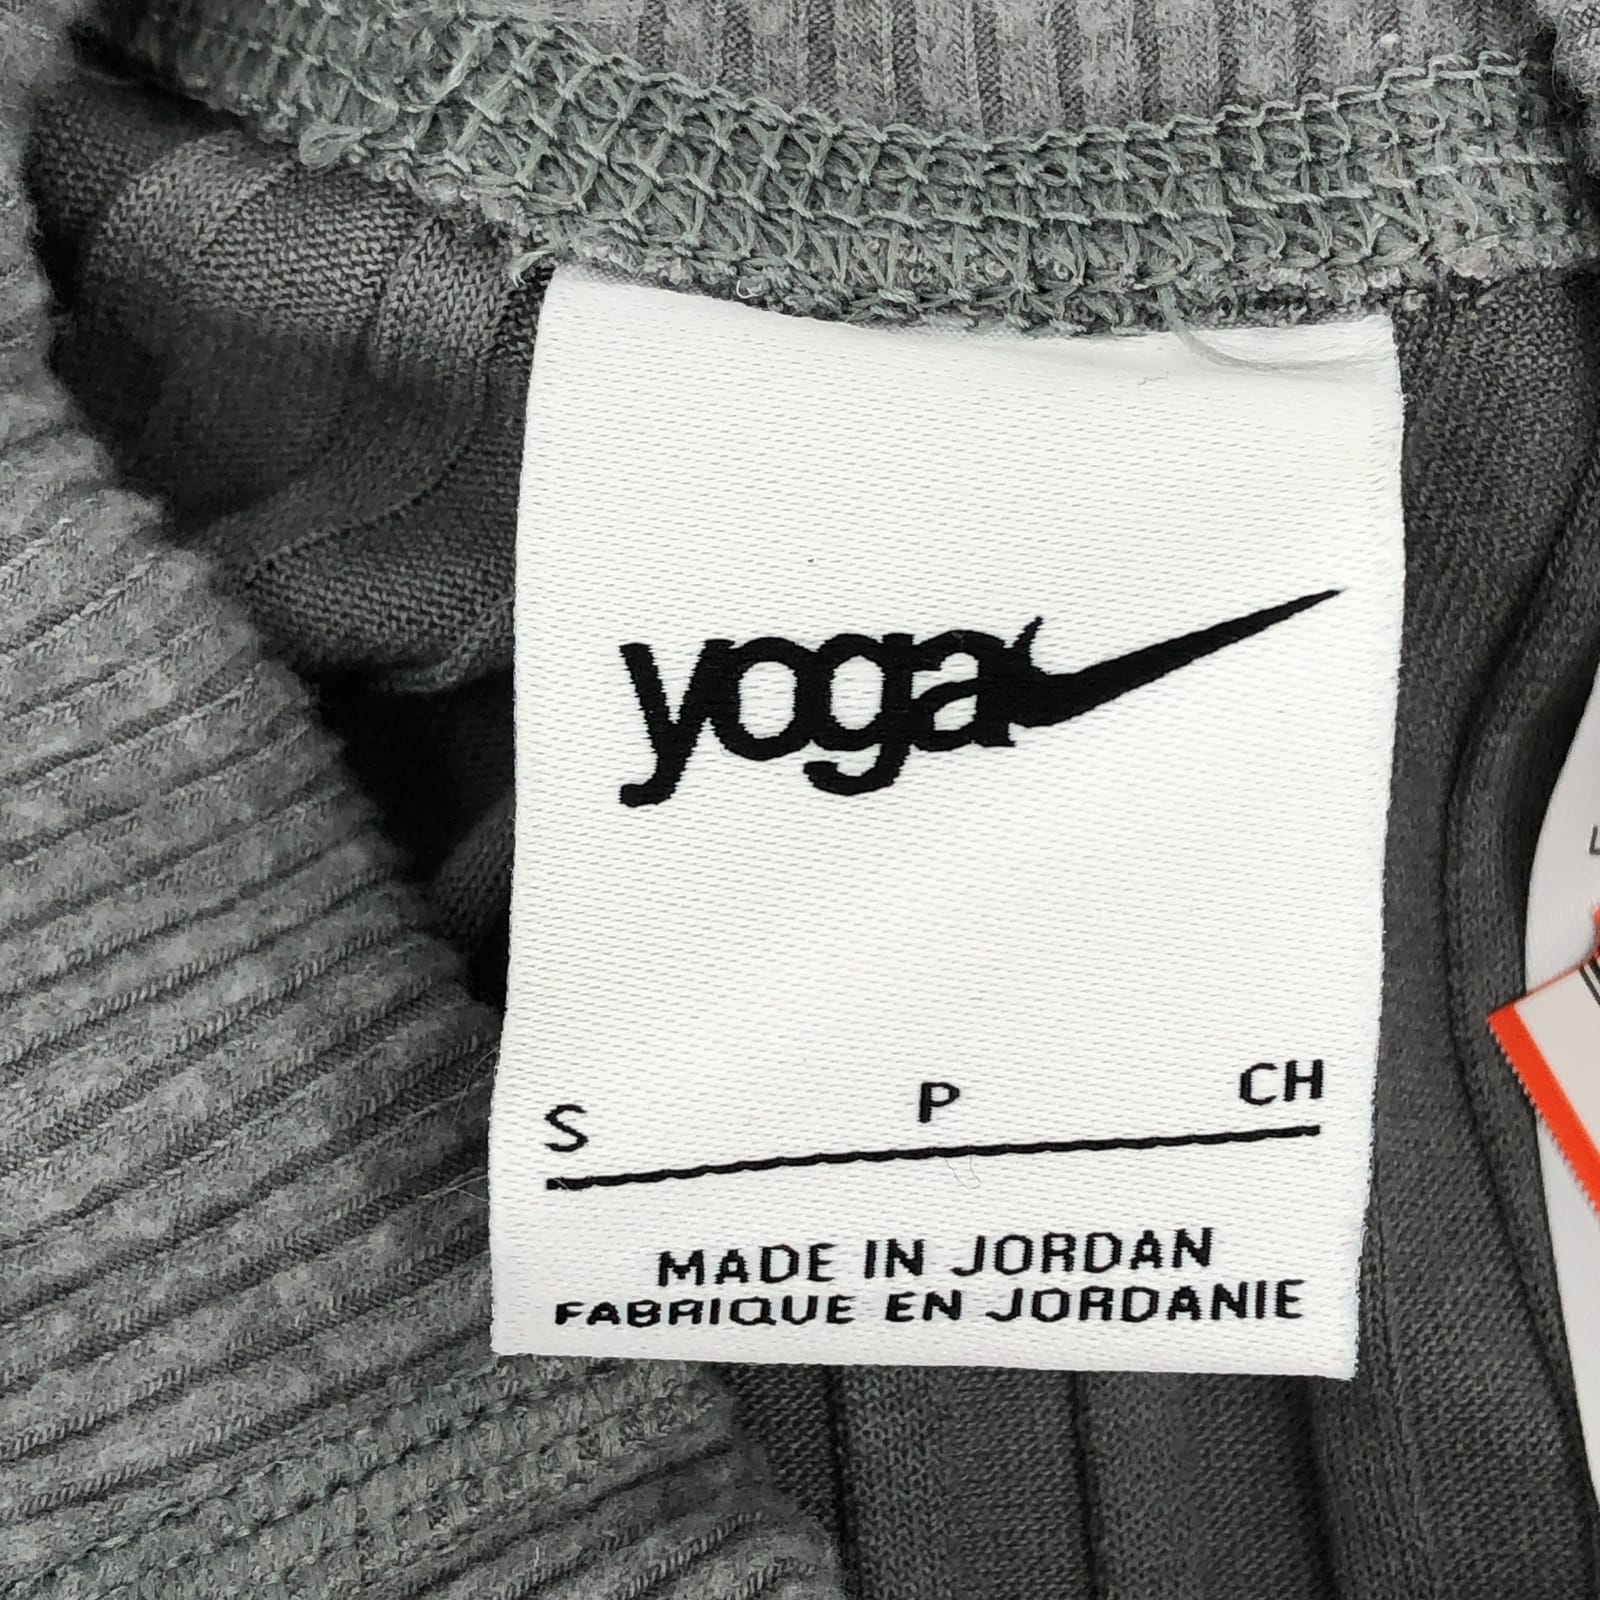 yoga
S P CH
MADE IN JORDAN
FABRIQUE EN JORDANIE